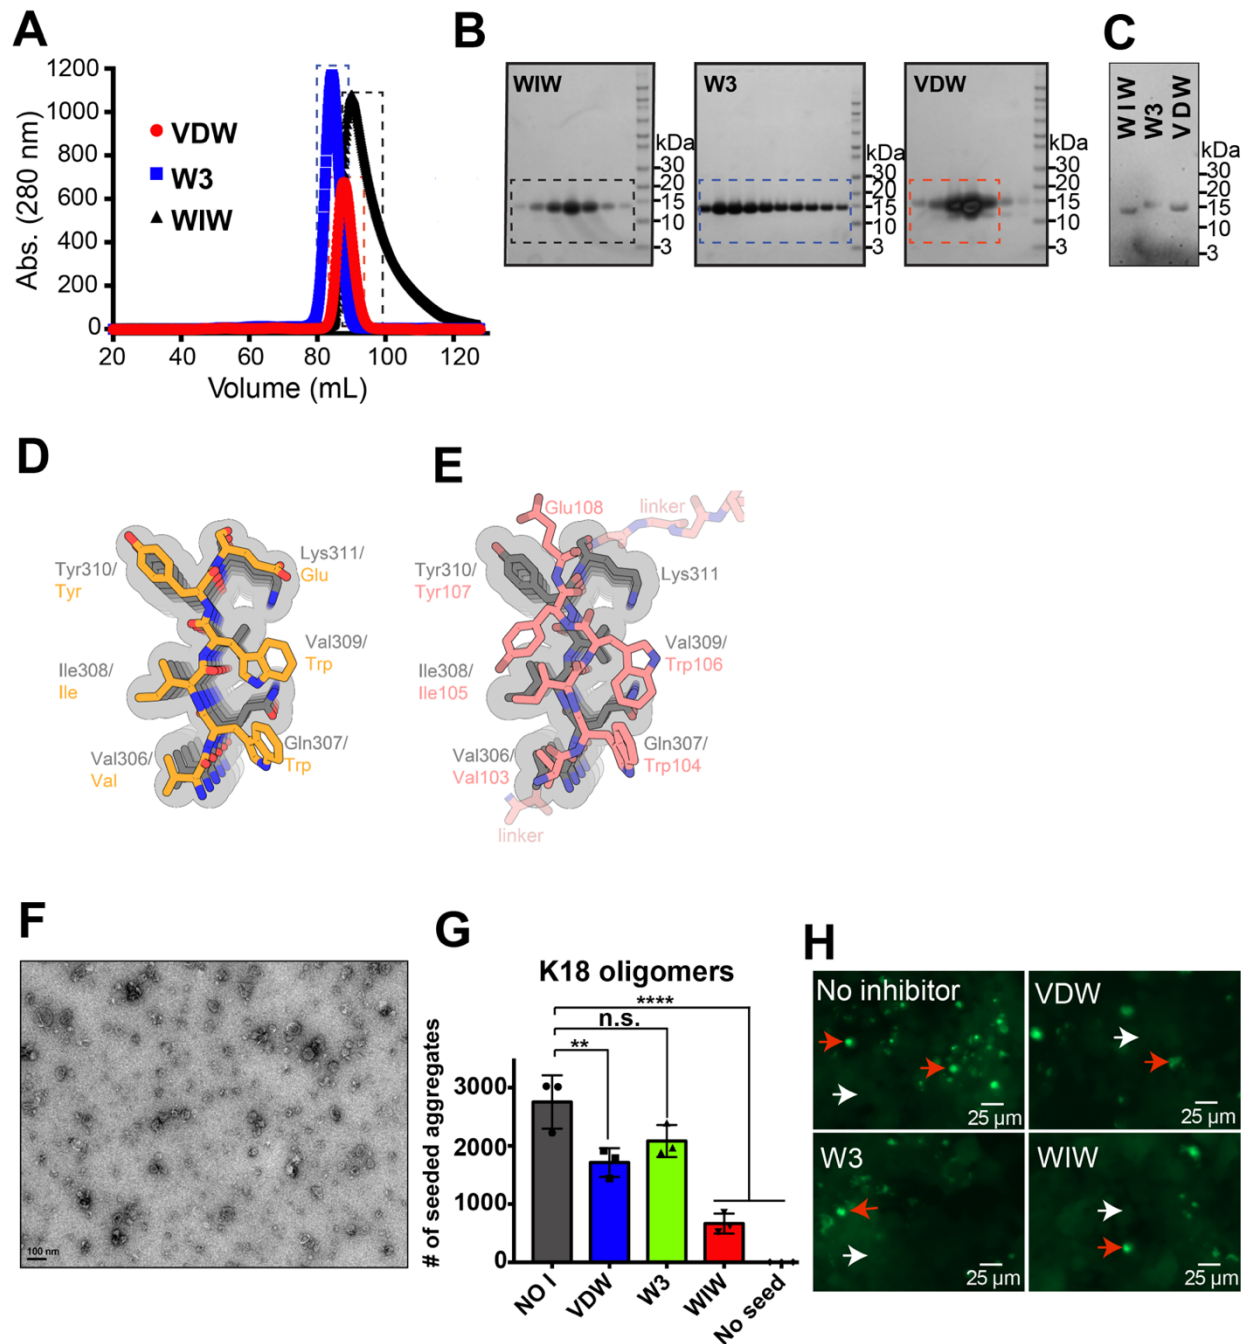 A
1200
1000
800
600
400
200
0
Abs. (280 nm)
VDW
W3
WIW
20
40
60
80
100
120
Volume (mL)
B
WIW
kDa
30
20
15
10
3
W3
kDa
30
20
15
10
3
VDW
kDa
30
20
15
10
3
C
WIW
W3
VDW
kDa
30
20
15
10
3
D
Tyr310/
Tyr
Lys311/
Glu
Ile308/
Ile
Val309/
Trp
Val306/
Val
Gln307/
Trp
E
Glu108
linker
Tyr310/
Tyr107
Lys311
Ile308/
Ile105
Val309/
Trp106
Val306/
Val103
Gln307/
Trp104
linker
F
100 nm
G
K18 oligomers
****
n.s.
**
# of seeded aggregates
3000
2000
1000
0
NO I
VDW
W3
WIW
No seed
H
No inhibitor
25 µm
VDW
25 µm
W3
25 µm
WIW
25 µm